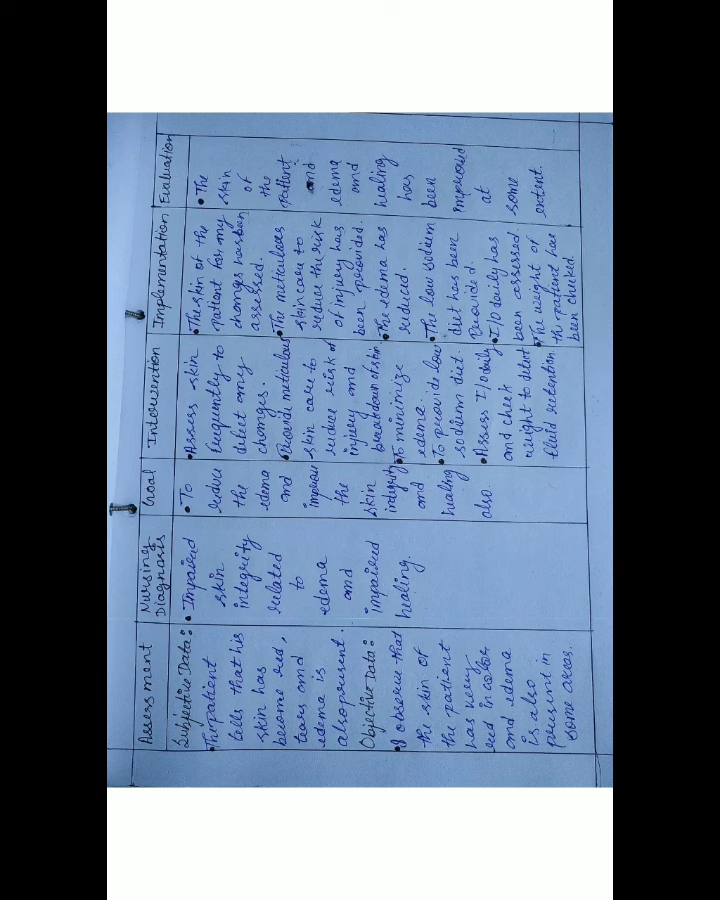 Assessment
Subjective Data:
•The patient
tells that his
skin has
become red,
tears and
edema is
also present.
Objective Data:
•I observe that
the skin of
the patient
has very
red in color
and edema
is also
present in
some areas.
Nursing
Diagnosis
• Impaired
skin
integrity
related
to
edema
and
impaired
healing.
Goal
• To
reduce
the
edema
and
improve
the
skin
integrity
and
healing
also.
Intervention
•Assess skin
frequently to
detect any
changes.
•Provide meticulous
skin care to
reduce risk of
injury and
breakdown of skin.
•To minimize
edema.
•To provide low
sodium diet.
•Assess I/O daily
and check
weight to detect
fluid retention
Implementation
•The skin of the
patient for any
changes has been
assessed.
•The meticulous
skin care to
reduce the risk
of injury has
been provided.
•The edema has
reduced.
•The low sodium
diet has been
provided.
•I/O daily has
been assessed
•The weight of
the patient has
been checked.
Evaluation
• The
skin
of
the
patient
and
edema
and
healing
has
been
improved
at
some
extent.